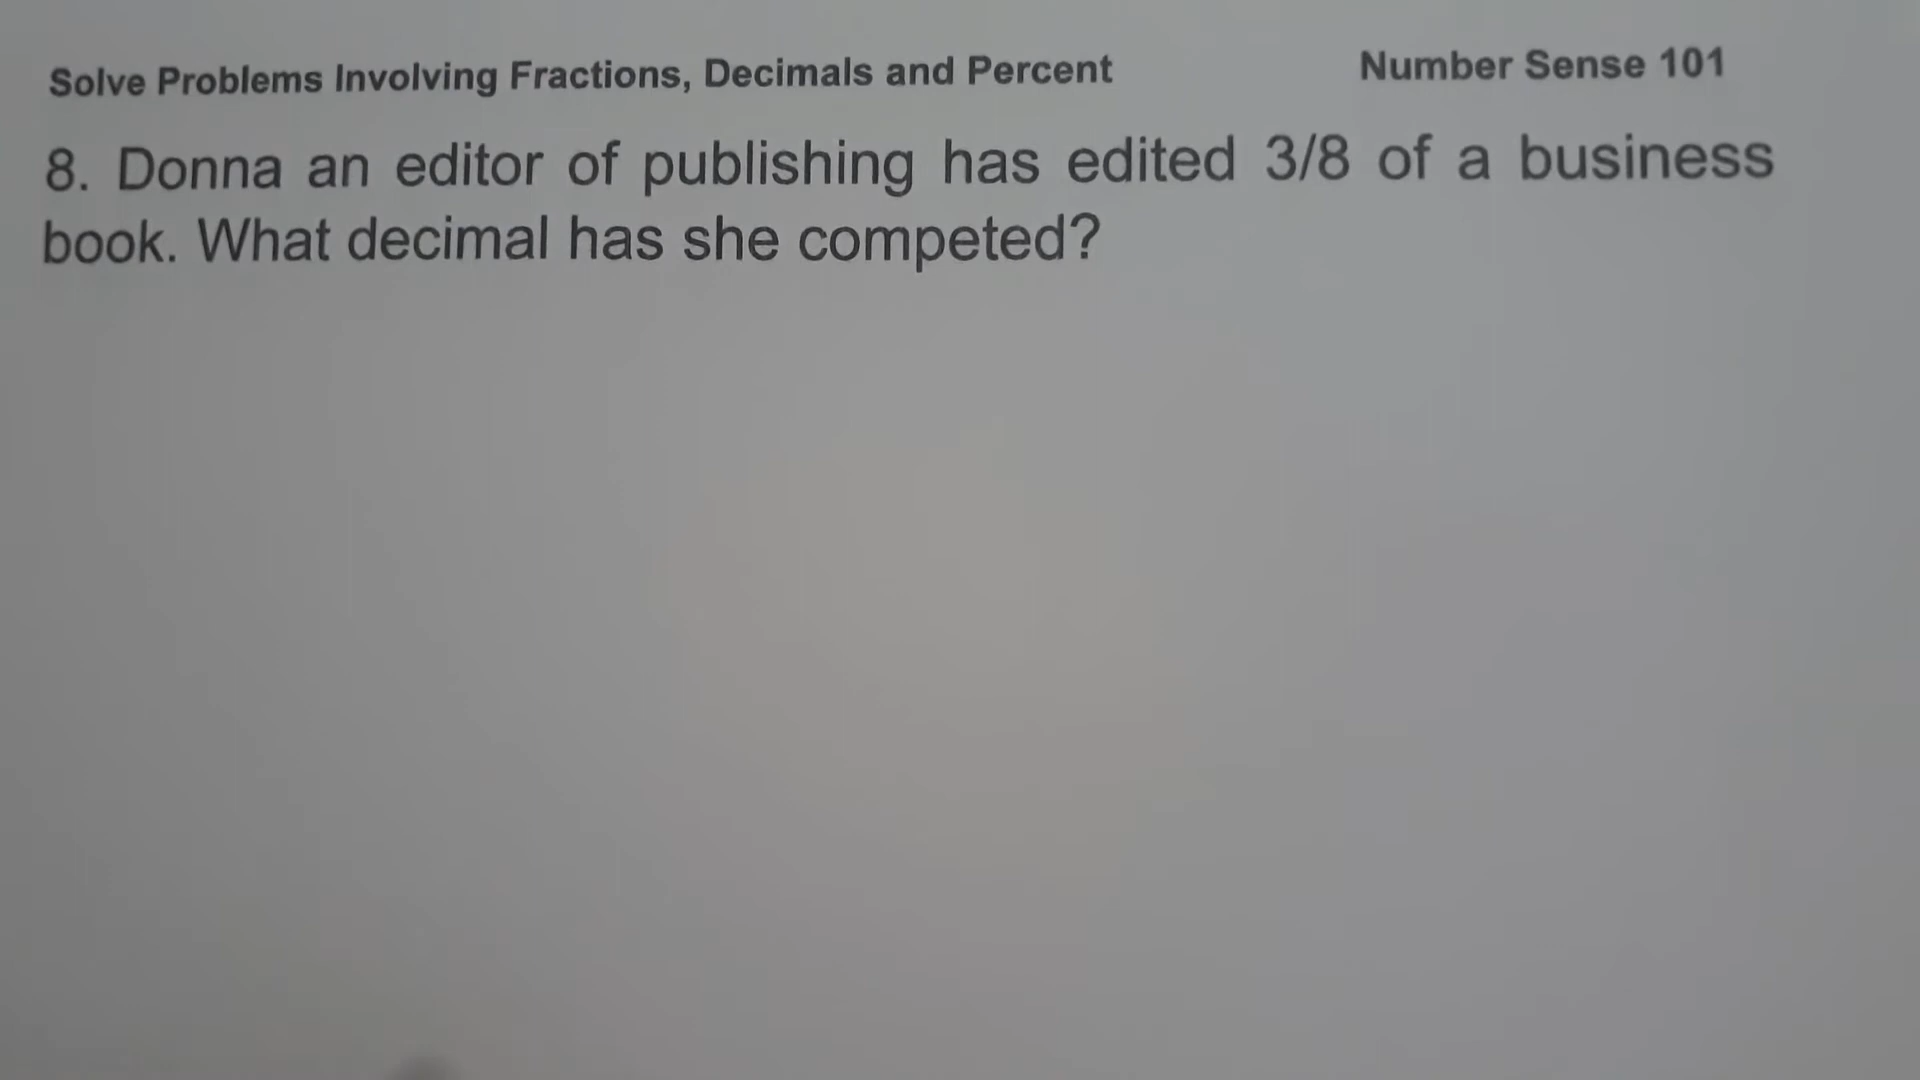 Solve Problems Involving Fractions, Decimals and Percent Number Sense 101
8. Donna an editor of publishing has edited 3/8 of a business
book. What decimal has she competed?